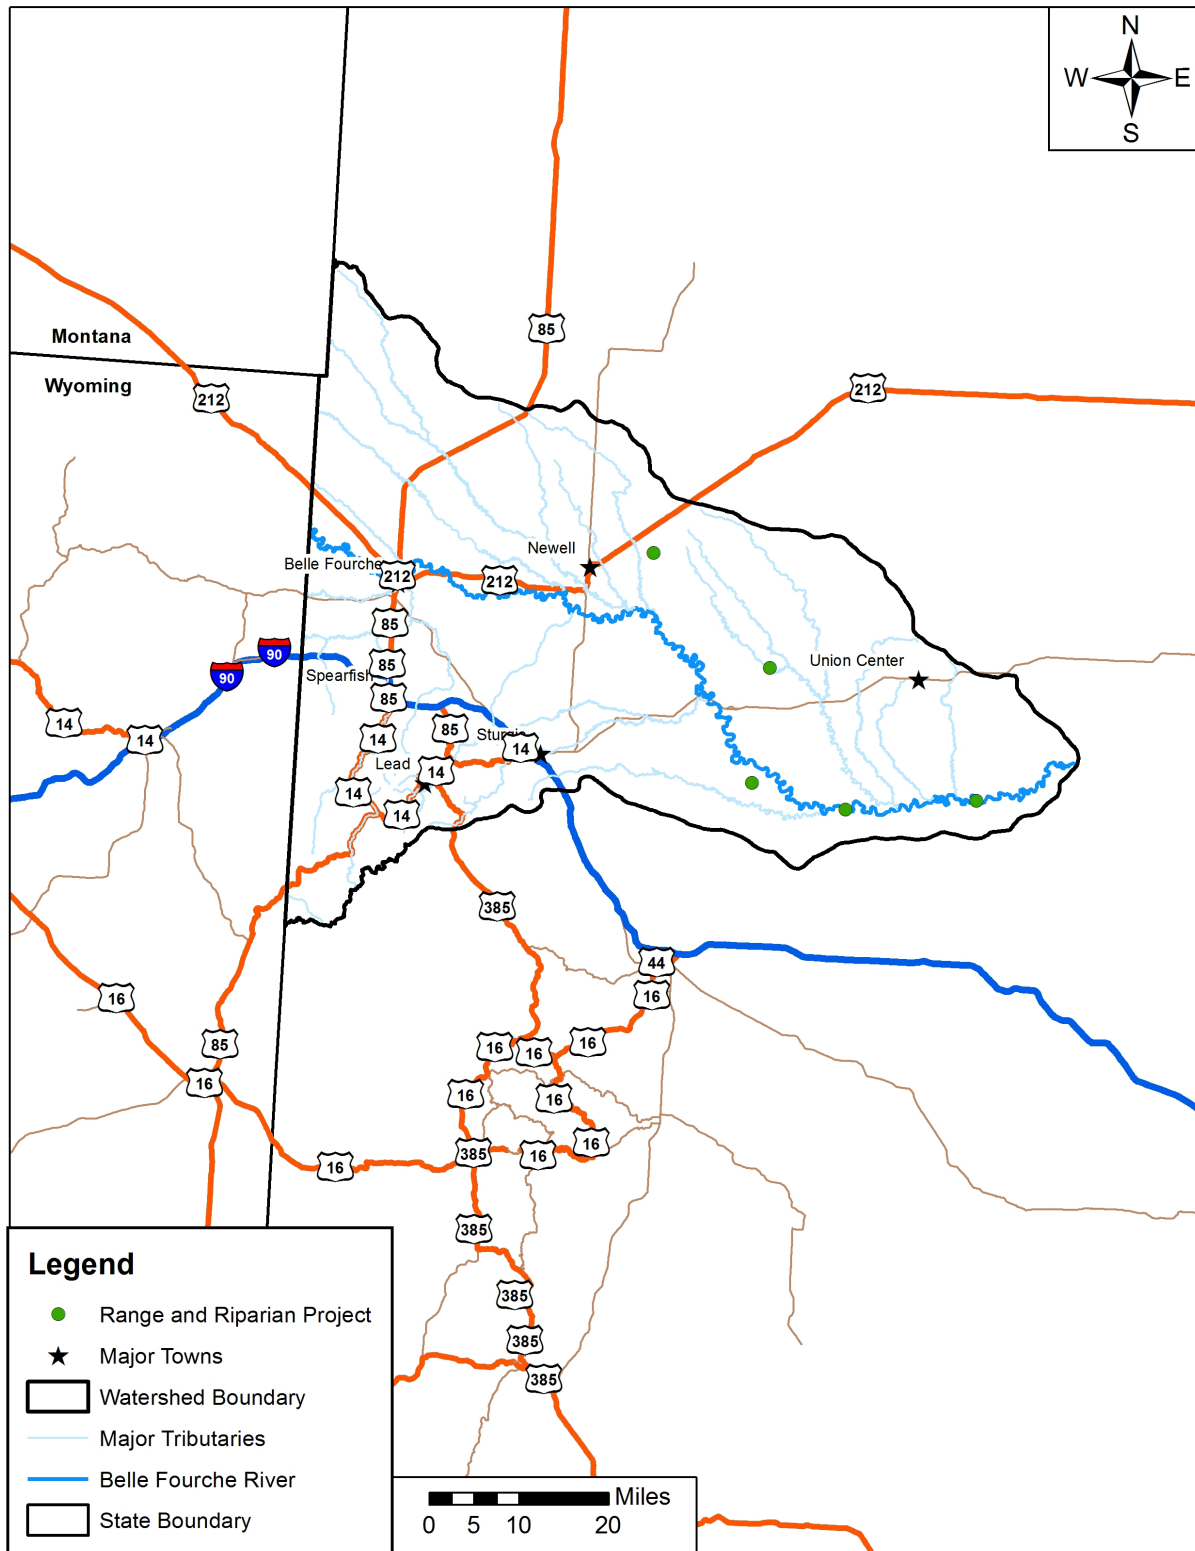 N
W E
S
85
Montana
Wyoming
212
212
Newell
Belle Fourche
212
212
85
90
90
85
Spearfish
Union Center
85
14
14
14
85
Sturgis
14
Lead
14
14
14
385
44
16
16
85
16
16
16
16
16
16
16
385
16
16
385
385
385
385
Legend
Range and Riparian Project
Major Towns
Watershed Boundary
Major Tributaries
Belle Fourche River
State Boundary
Miles
0 5 10 20